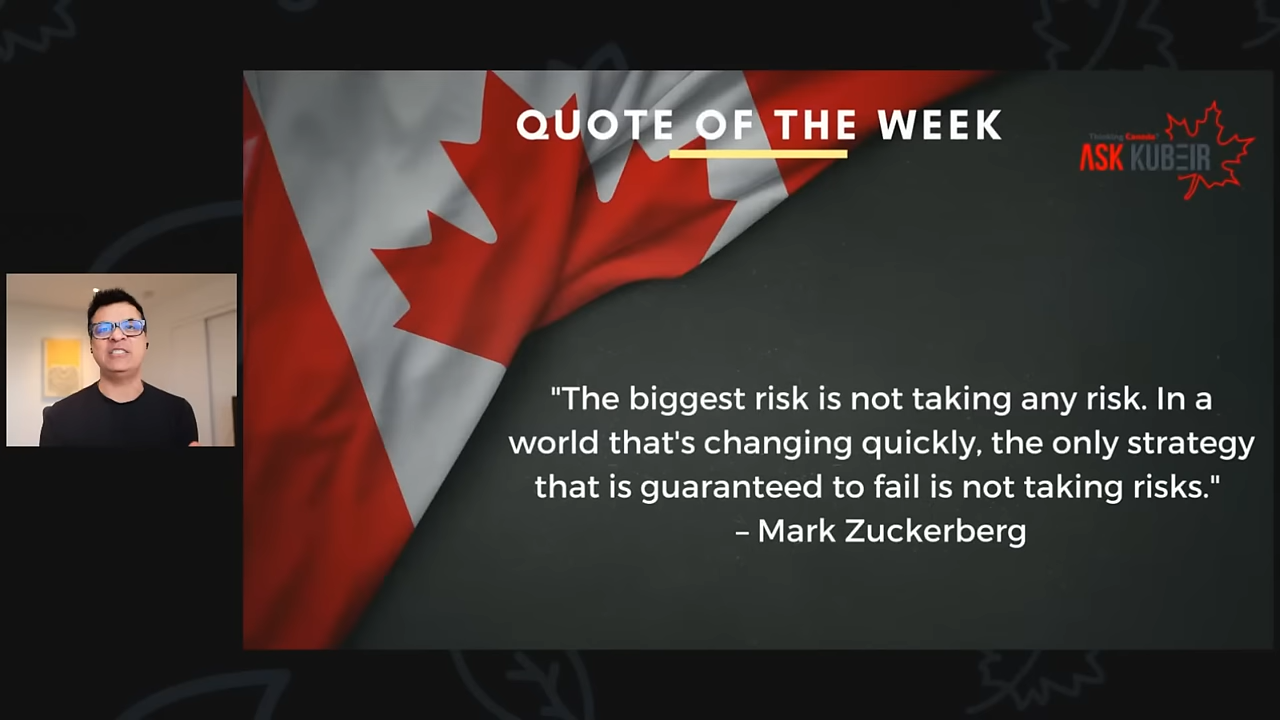 QUOTE OF THE WEEK
Thinking Canada?
ASK KUBEIR
"The biggest risk is not taking any risk. In a
world that's changing quickly, the only strategy
that is guaranteed to fail is not taking risks."
– Mark Zuckerberg